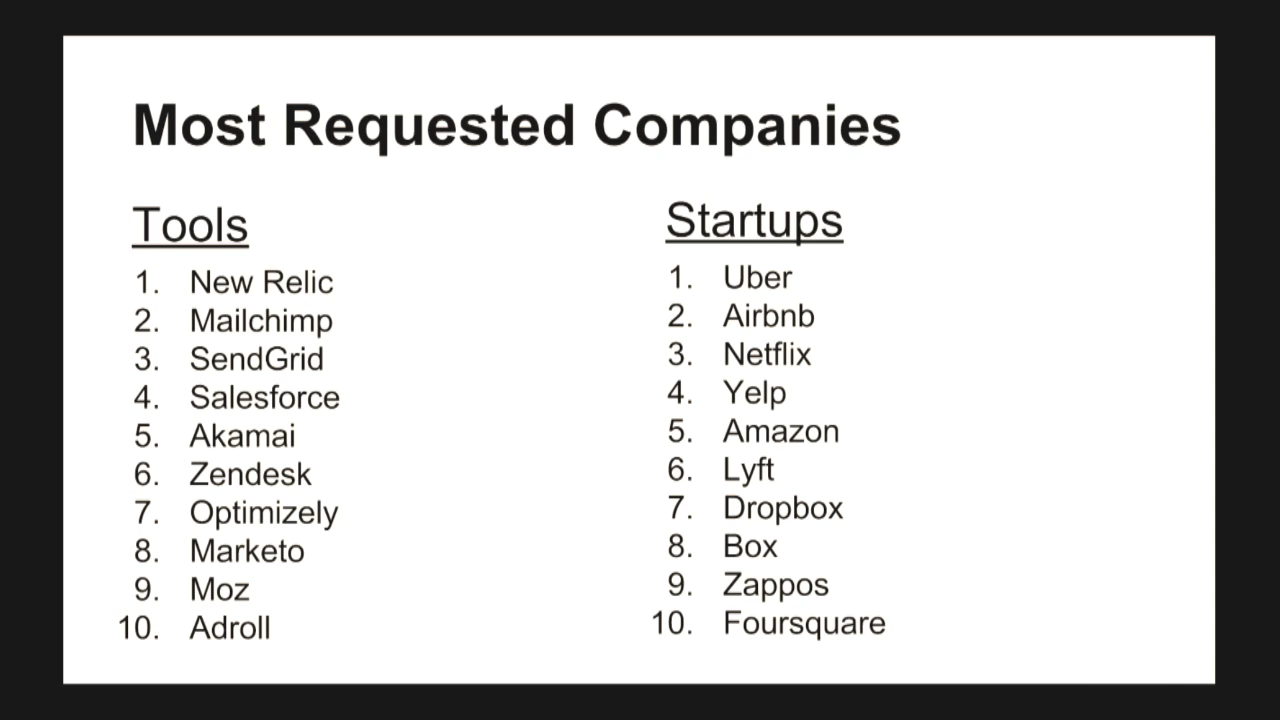 Most Requested Companies
Tools
1. New Relic
2. Mailchimp
3. SendGrid
4. Salesforce
5. Akamai
6. Zendesk
7. Optimizely
8. Marketo
9. Moz
10. Adroll
Startups
1. Uber
2. Airbnb
3. Netflix
4. Yelp
5. Amazon
6. Lyft
7. Dropbox
8. Box
9. Zappos
10. Foursquare